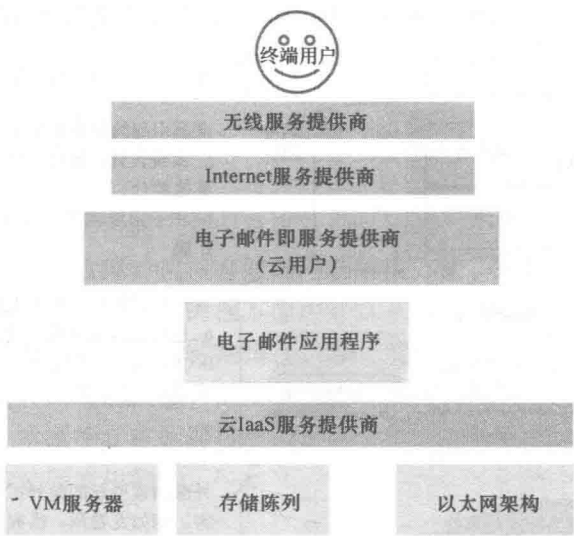 终端用户
无线服务提供商
Internet服务提供商
电子邮件即服务提供商
（云用户）
电子邮件应用程序
云IaaS服务提供商
VM服务器
存储陈列
以太网架构